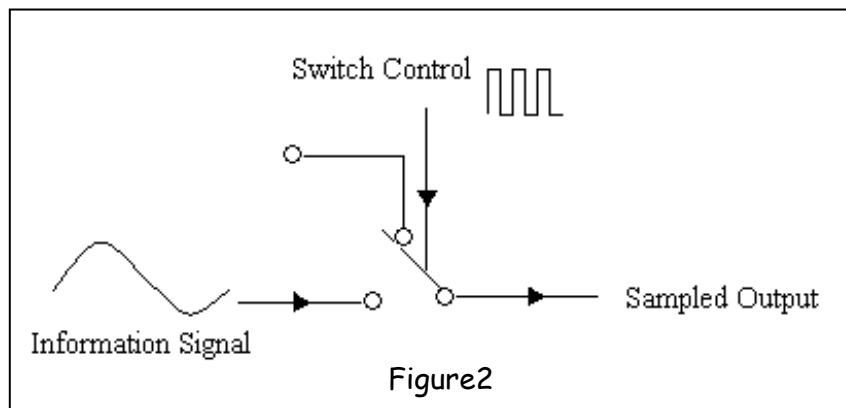 Switch Control
Information Signal
Sampled Output
Figure2